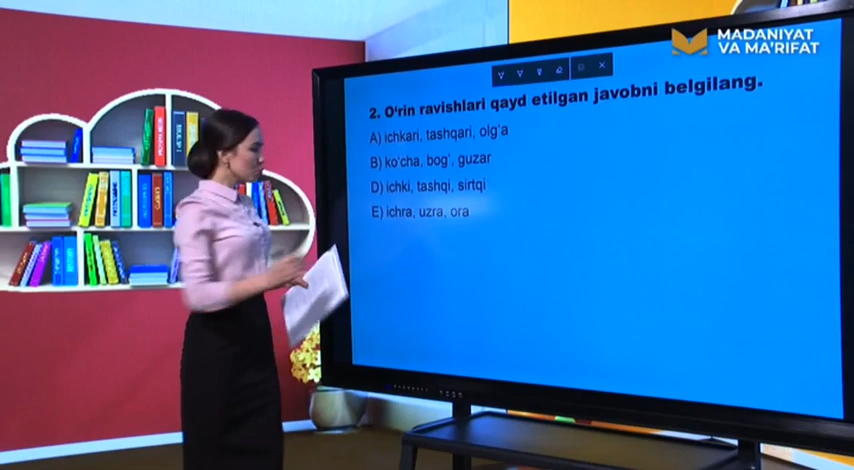 MADANIYAT
VA MA'RIFAT
2. O'rin ravishlari qayd etilgan javobni belgilang.
A) ichkari, tashqari, olg'a
B) ko'cha, bog', guzar
D) ichki, tashqi, sirtqi
E) ichra, uzra, ora